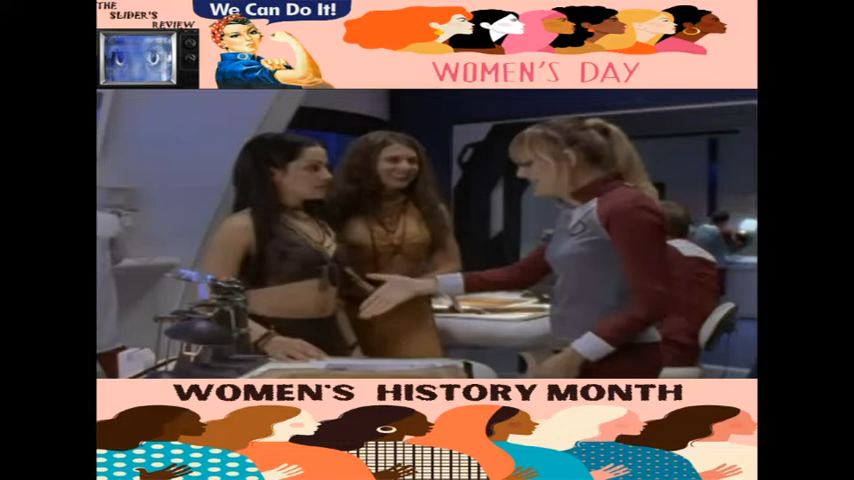 THE
SLIDER'S
REVIEW
We Can Do It!
WOMEN'S DAY
WOMEN'S HISTORY MONTH